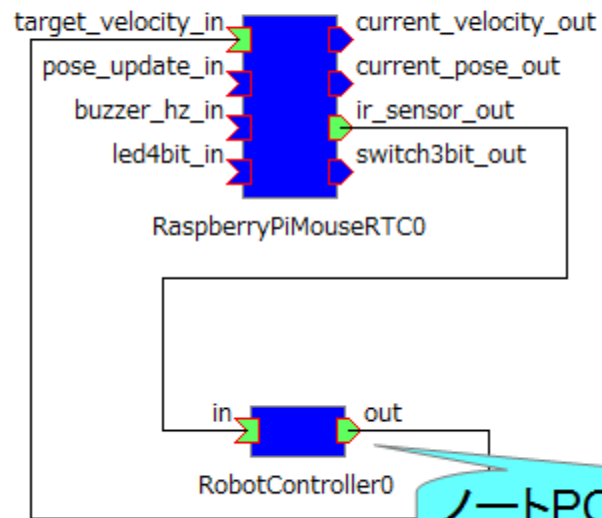 target_velocity_in
current_velocity_out
pose_update_in
current_pose_out
buzzer_hz_in
ir_sensor_out
led4bit_in
switch3bit_out
RaspberryPiMouseRTC0
in
out
RobotController0
ノートPC